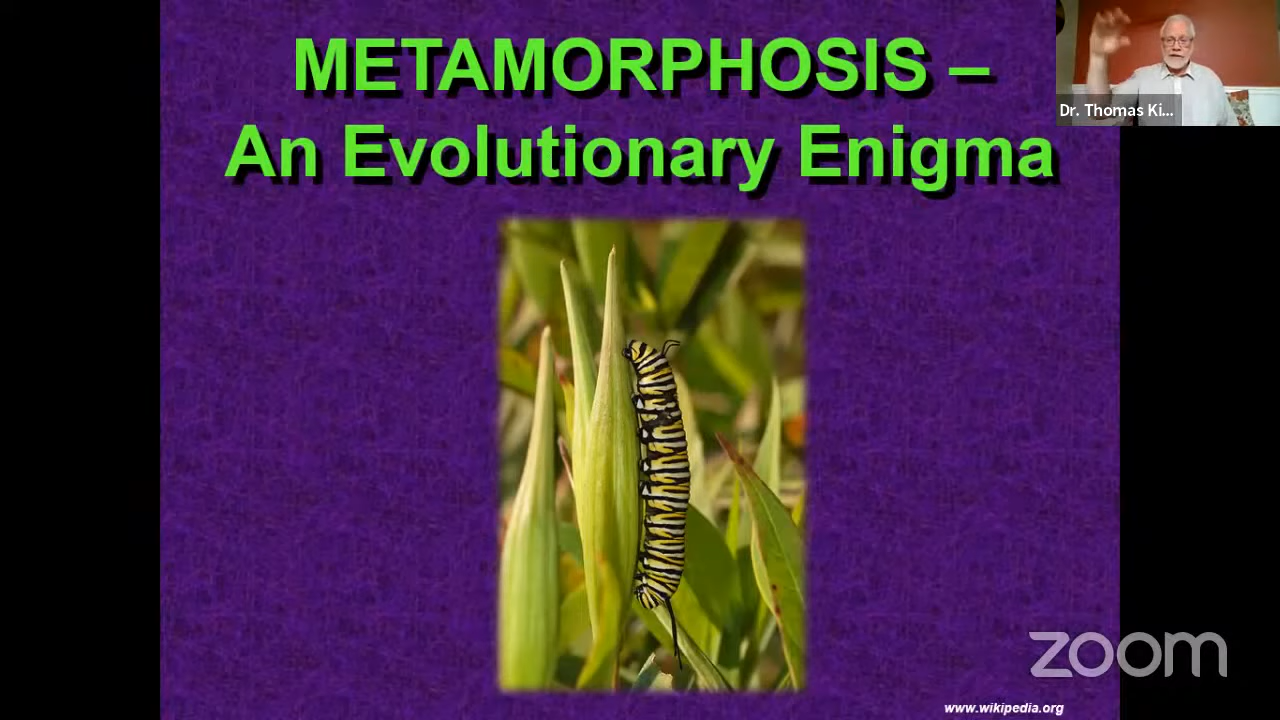 METAMORPHOSIS –
An Evolutionary Enigma
Dr. Thomas Ki...
zoom
www.wikipedia.org